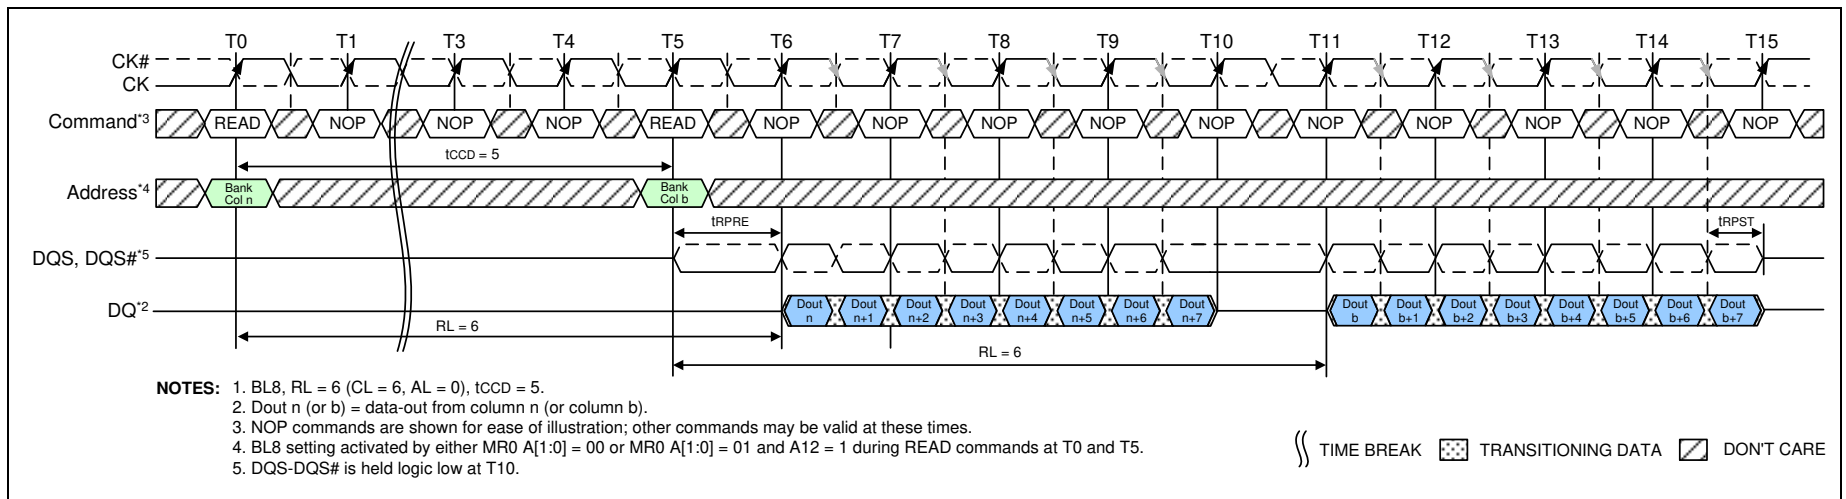 T0 T1 T3 T4 T5 T6 T7 T8 T9 T10 T11 T12 T13 T14 T15
CK#
CK
Command*3 READ NOP NOP NOP READ NOP NOP NOP NOP NOP NOP NOP NOP NOP NOP
tCCD = 5
Address*4 Bank Col n Bank Col b
tRPRE tRPST
DQS, DQS#*5
DQ*2 Dout n Dout n+1 Dout n+2 Dout n+3 Dout n+4 Dout n+5 Dout n+6 Dout n+7 Dout b Dout b+1 Dout b+2 Dout b+3 Dout b+4 Dout b+5 Dout b+6 Dout b+7
RL = 6
RL = 6
NOTES: 1. BL8, RL = 6 (CL = 6, AL = 0), tCCD = 5.
2. Dout n (or b) = data-out from column n (or column b).
3. NOP commands are shown for ease of illustration; other commands may be valid at these times.
4. BL8 setting activated by either MR0 A[1:0] = 00 or MR0 A[1:0] = 01 and A12 = 1 during READ commands at T0 and T5.
5. DQS-DQS# is held logic low at T10.
TIME BREAK TRANSITIONING DATA DON'T CARE